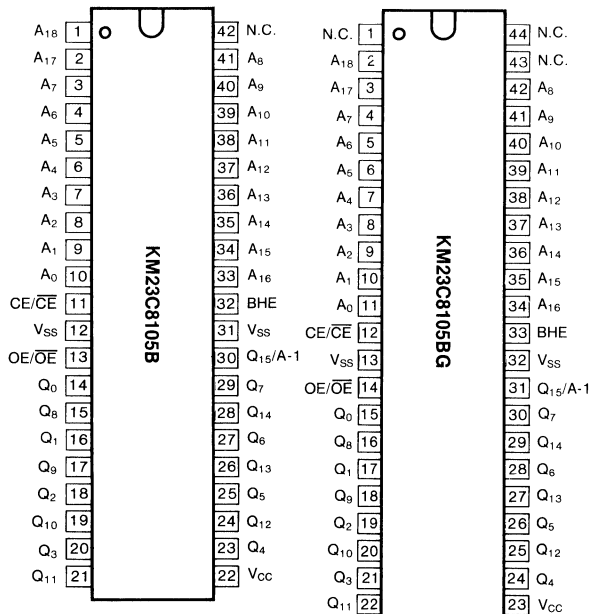 A18 1 42 N.C.
A17 2 41 A8
A7 3 40 A9
A6 4 39 A10
A5 5 38 A11
A4 6 37 A12
A3 7 36 A13
A2 8 35 A14
A1 9 34 A15
A0 10 33 A16
CE/C̅E̅ 11 32 BHE
VSS 12 31 VSS
OE/O̅E̅ 13 30 Q15/A-1
Q0 14 29 Q7
Q8 15 28 Q14
Q1 16 27 Q6
Q9 17 26 Q13
Q2 18 25 Q5
Q10 19 24 Q12
Q3 20 23 Q4
Q11 21 22 VCC
KM23C8105B
N.C. 1 44 N.C.
A18 2 43 N.C.
A17 3 42 A8
A7 4 41 A9
A6 5 40 A10
A5 6 39 A11
A4 7 38 A12
A3 8 37 A13
A2 9 36 A14
A1 10 35 A15
A0 11 34 A16
CE/C̅E̅ 12 33 BHE
VSS 13 32 VSS
OE/O̅E̅ 14 31 Q15/A-1
Q0 15 30 Q7
Q8 16 29 Q14
Q1 17 28 Q6
Q9 18 27 Q13
Q2 19 26 Q5
Q10 20 25 Q12
Q3 21 24 Q4
Q11 22 23 VCC
KM23C8105BG